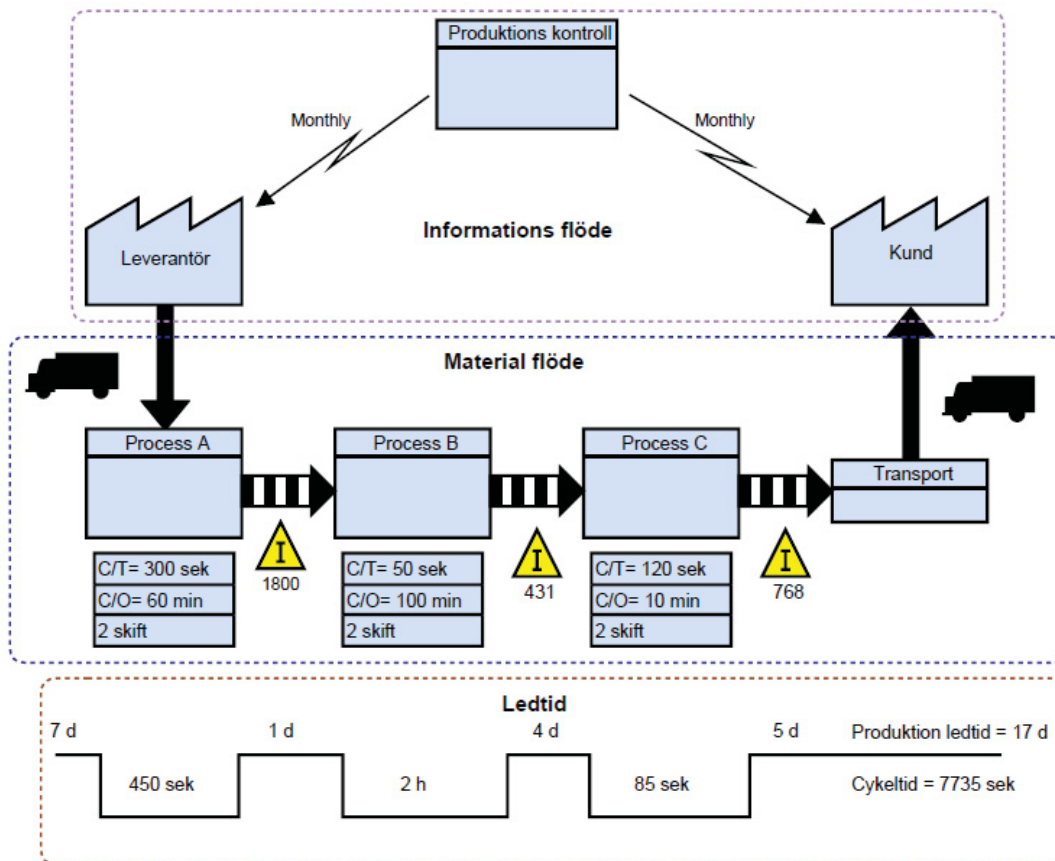 Produktions kontroll
Monthly
Monthly
Informations flöde
Leverantör
Kund
Material flöde
Process A
Process B
Process C
Transport
I
1800
I
431
I
768
C/T= 300 sek
C/O= 60 min
2 skift
C/T= 50 sek
C/O= 100 min
2 skift
C/T= 120 sek
C/O= 10 min
2 skift
Ledtid
7 d
1 d
4 d
5 d
Produktion ledtid = 17 d
450 sek
2 h
85 sek
Cykeltid = 7735 sek